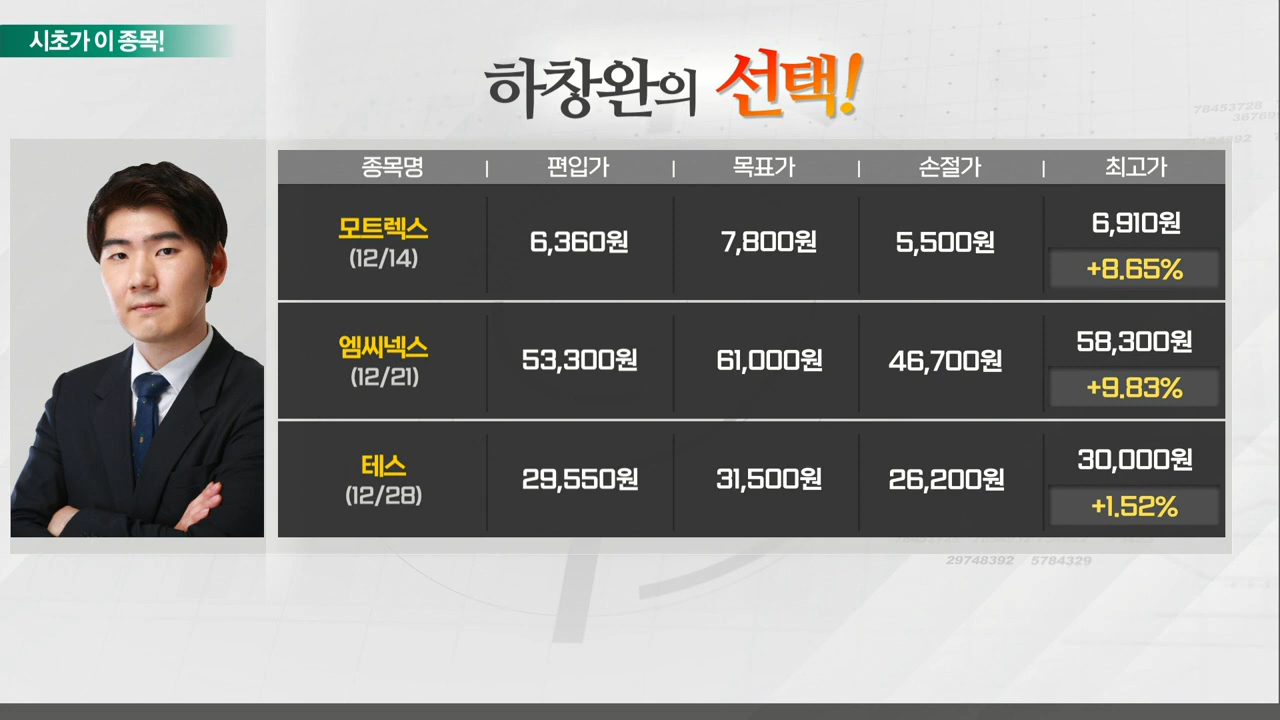 시초가 이 종목!
하창완의 선택!
종목명 | 편입가 | 목표가 | 손절가 | 최고가
모트렉스 (12/14) 6,360원 7,800원 5,500원 6,910원 +8.65%
엠씨넥스 (12/21) 53,300원 61,000원 46,700원 58,300원 +9.83%
테스 (12/28) 29,550원 31,500원 26,200원 30,000원 +1.52%
78453728
29748392 5784329